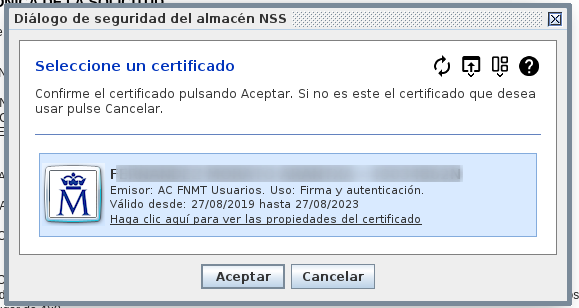 Diálogo de seguridad del almacén NSS
Seleccione un certificado
Confirme el certificado pulsando Aceptar. Si no es este el certificado que desea
usar pulse Cancelar.
Emisor: AC FNMT Usuarios. Uso: Firma y autenticación.
Válido desde: 27/08/2019 hasta 27/08/2023
Haga clic aquí para ver las propiedades del certificado
Aceptar
Cancelar